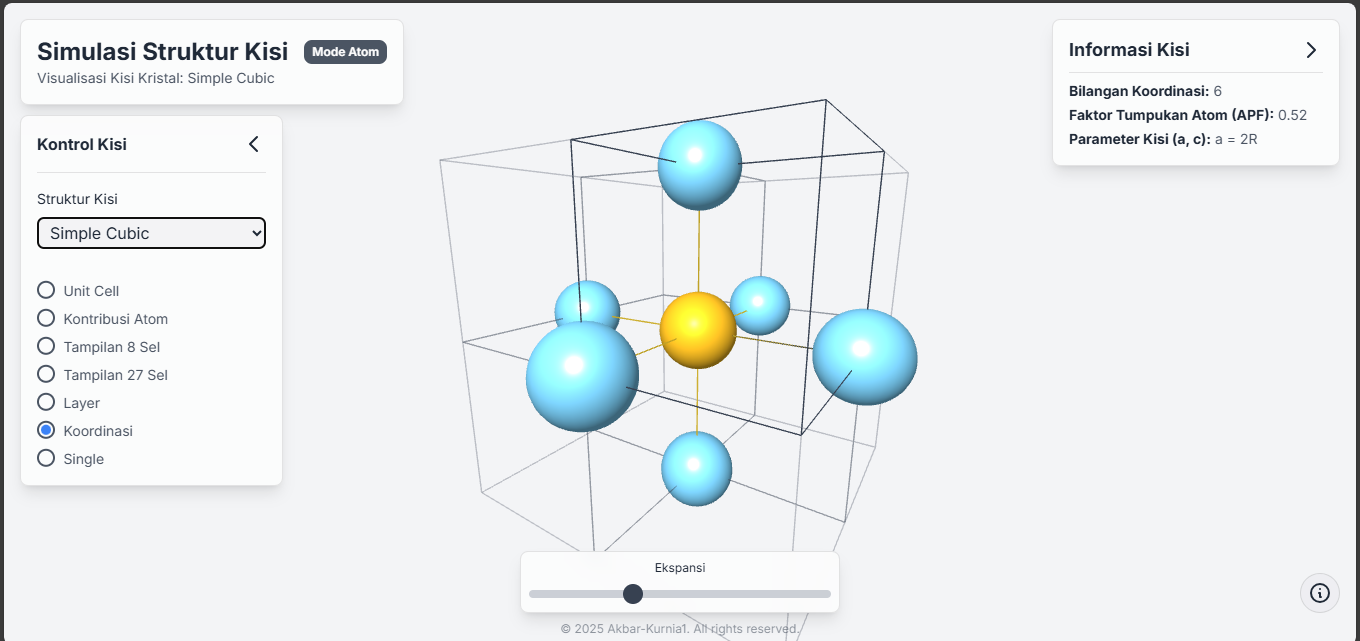 Simulasi Struktur Kisi
Mode Atom
Visualisasi Kisi Kristal: Simple Cubic
Kontrol Kisi
Struktur Kisi
Simple Cubic
Unit Cell
Kontribusi Atom
Tampilan 8 Sel
Tampilan 27 Sel
Layer
Koordinasi
Single
Informasi Kisi
Bilangan Koordinasi: 6
Faktor Tumpukan Atom (APF): 0.52
Parameter Kisi (a, c): a = 2R
Ekspansi
© 2025 Akbar-Kurnia1. All rights reserved.